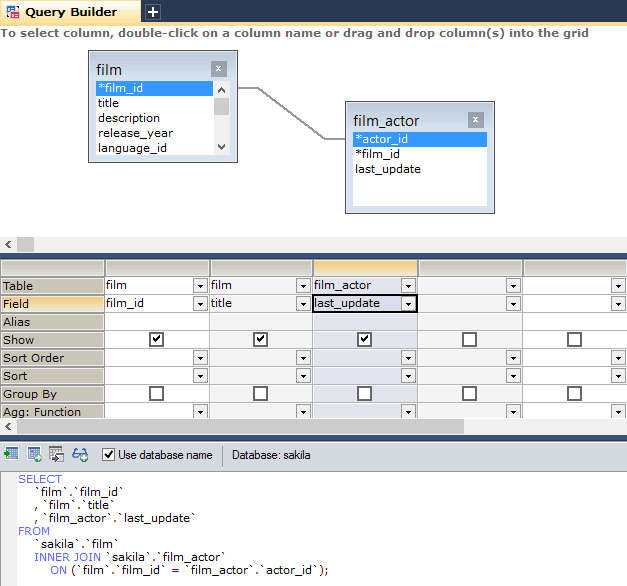 Query Builder
To select column, double-click on a column name or drag and drop column(s) into the grid
film
*film_id
title
description
release_year
language_id
film_actor
*actor_id
*film_id
last_update
Table film film film_actor
Field film_id title last_update
Alias
Show
Sort Order
Sort
Group By
Agg: Function
Use database name Database: sakila
SELECT
`film`.`film_id`
, `film`.`title`
, `film_actor`.`last_update`
FROM
`sakila`.`film`
INNER JOIN `sakila`.`film_actor`
ON (`film`.`film_id` = `film_actor`.`actor_id`);